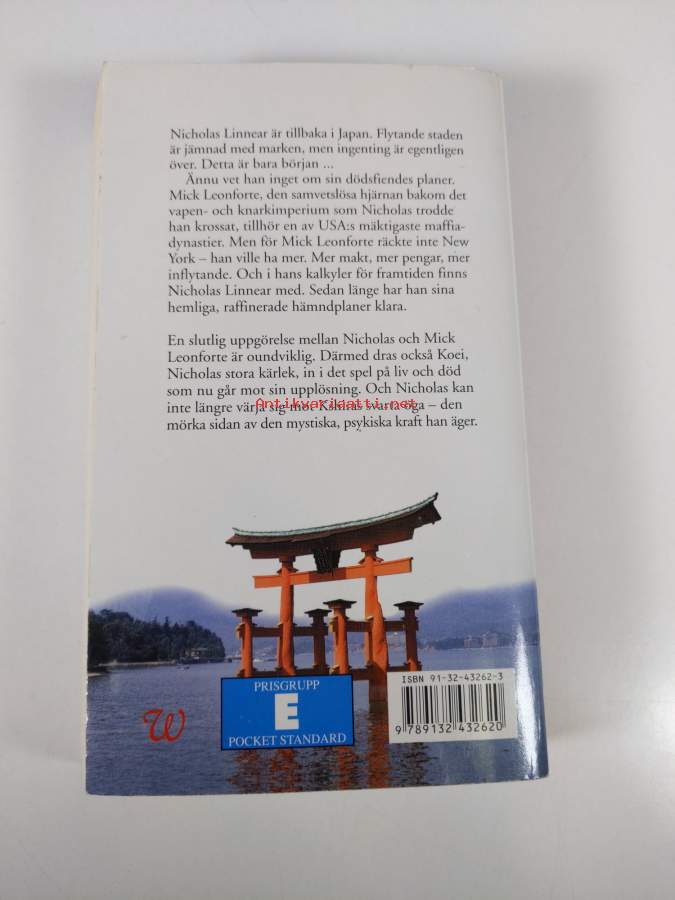 Nicholas Linnear är tillbaka i Japan. Flytande staden
är jämnad med marken, men ingenting är egentligen
över. Detta är bara början ...
Ännu vet han inget om sin dödsfiendes planer.
Mick Leonforte, den samvetslösa hjärnan bakom det
vapen- och knarkimperium som Nicholas trodde
han krossat, tillhör en av USA:s mäktigaste maffia-
dynastier. Men för Mick Leonforte räckte inte New
York – han ville ha mer. Mer makt, mer pengar, mer
inflytande. Och i hans kalkyler för framtiden finns
Nicholas Linnear med. Sedan länge har han sina
hemliga, raffinerade hämndplaner klara.
En slutlig uppgörelse mellan Nicholas och Mick
Leonforte är oundviklig. Därmed dras också Koei,
Nicholas stora kärlek, in i det spel på liv och död
som nu går mot sin upplösning. Och Nicholas kan
inte längre värja sig mot Kshiras svarta öga – den
Antikvariaatti.net
mörka sidan av den mystiska, psykiska kraft han äger.
PRISGRUPP
E
POCKET STANDARD
W
ISBN 91-32-43262-3
9 789132 432620